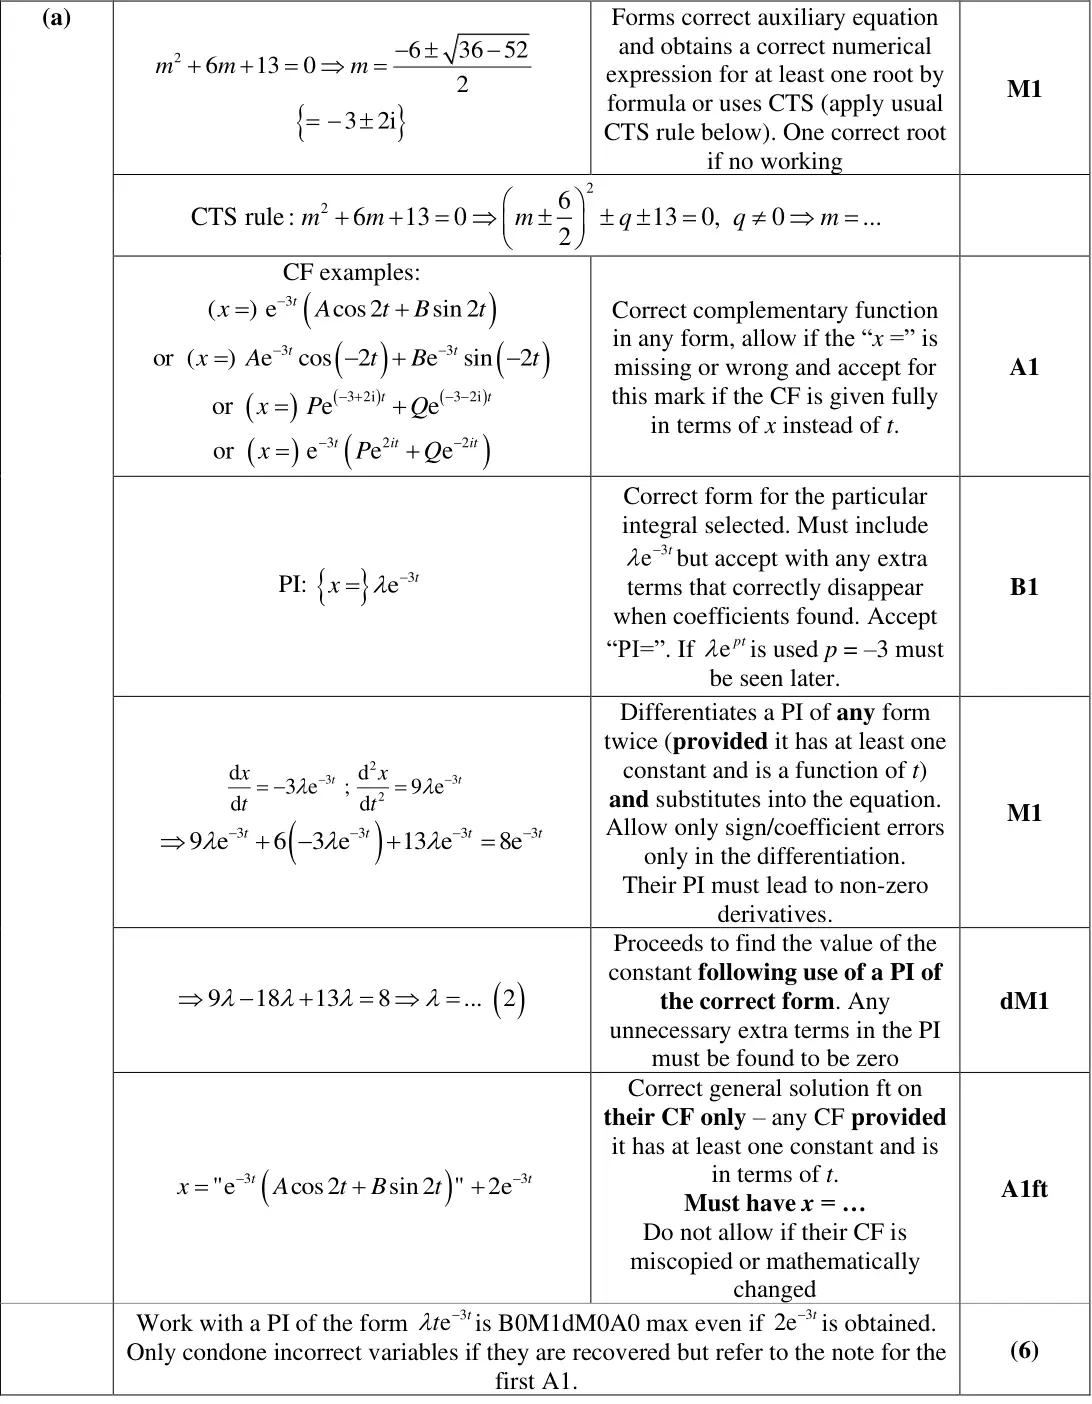 (a)
m² + 6m + 13 = 0 ⇒ m = (−6 ± √(36 − 52)) / 2
{= −3 ± 2i}
Forms correct auxiliary equation
and obtains a correct numerical
expression for at least one root by
formula or uses CTS (apply usual
CTS rule below). One correct root
if no working
M1
CTS rule : m² + 6m + 13 = 0 ⇒ (m ± 6/2)² ± q ± 13 = 0, q ≠ 0 ⇒ m = ...
CF examples:
(x =) e⁻³ᵗ (A cos 2t + B sin 2t)
or (x =) Ae⁻³ᵗ cos(−2t) + Be⁻³ᵗ sin(−2t)
or (x =) Pe^((−3+2i)t) + Qe^((−3−2i)t)
or (x =) e⁻³ᵗ (Pe^(2it) + Qe^(−2it))
Correct complementary function
in any form, allow if the “x =” is
missing or wrong and accept for
this mark if the CF is given fully
in terms of x instead of t.
A1
PI: {x =} λe⁻³ᵗ
Correct form for the particular
integral selected. Must include
λe⁻³ᵗ but accept with any extra
terms that correctly disappear
when coefficients found. Accept
“PI=”. If λeᵖᵗ is used p = –3 must
be seen later.
B1
dx/dt = −3λe⁻³ᵗ ; d²x/dt² = 9λe⁻³ᵗ
⇒ 9λe⁻³ᵗ + 6(−3λe⁻³ᵗ) + 13λe⁻³ᵗ = 8e⁻³ᵗ
Differentiates a PI of any form
twice (provided it has at least one
constant and is a function of t)
and substitutes into the equation.
Allow only sign/coefficient errors
only in the differentiation.
Their PI must lead to non-zero
derivatives.
M1
⇒ 9λ − 18λ + 13λ = 8 ⇒ λ = ... (2)
Proceeds to find the value of the
constant following use of a PI of
the correct form. Any
unnecessary extra terms in the PI
must be found to be zero
dM1
x = "e⁻³ᵗ (A cos 2t + B sin 2t)" + 2e⁻³ᵗ
Correct general solution ft on
their CF only – any CF provided
it has at least one constant and is
in terms of t.
Must have x = …
Do not allow if their CF is
miscopied or mathematically
changed
A1ft
Work with a PI of the form λte⁻³ᵗ is B0M1dM0A0 max even if 2e⁻³ᵗ is obtained.
Only condone incorrect variables if they are recovered but refer to the note for the
first A1.
(6)